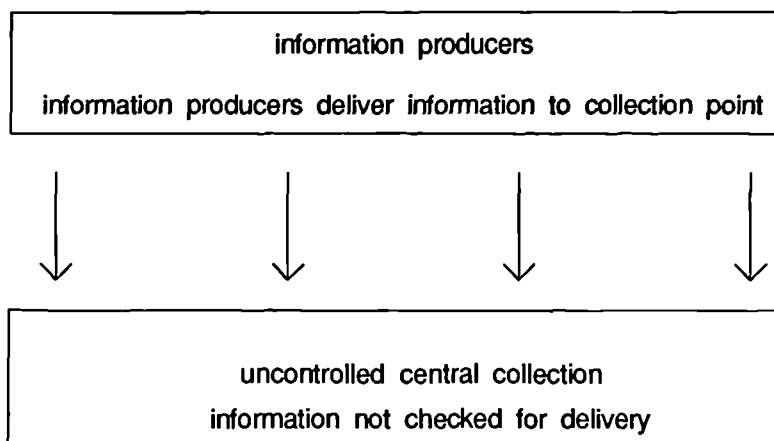 information producers
information producers deliver information to collection point
uncontrolled central collection
information not checked for delivery